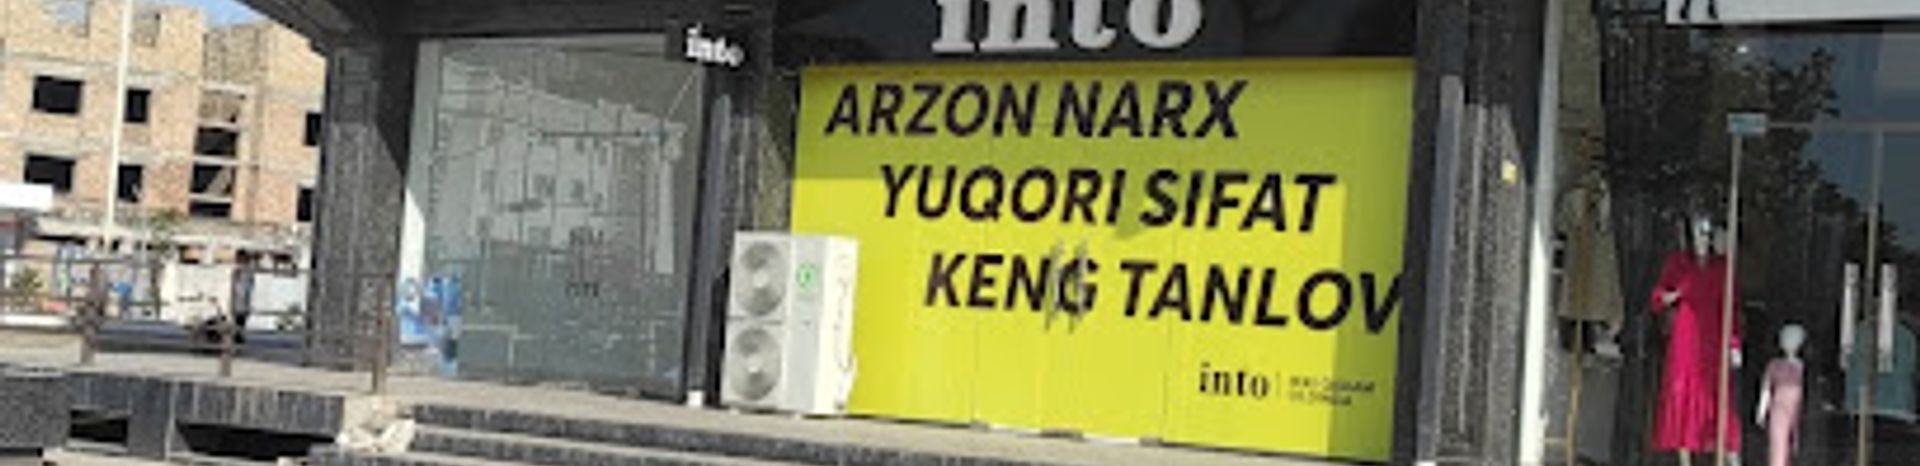 into
into
ARZON NARX
YUQORI SIFAT
KENG TANLOV
into